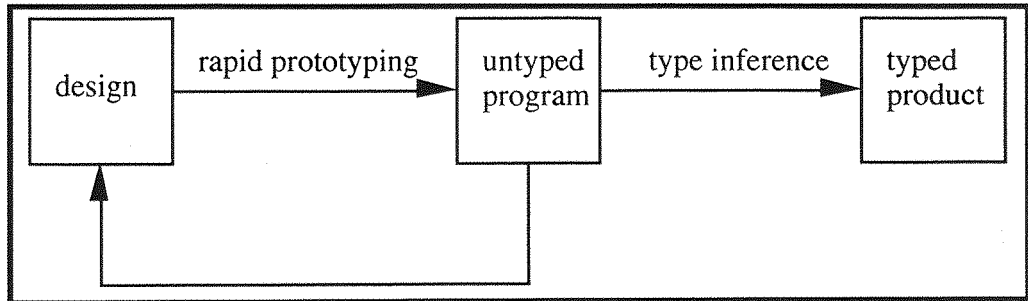 design
rapid prototyping
untyped
program
type inference
typed
product